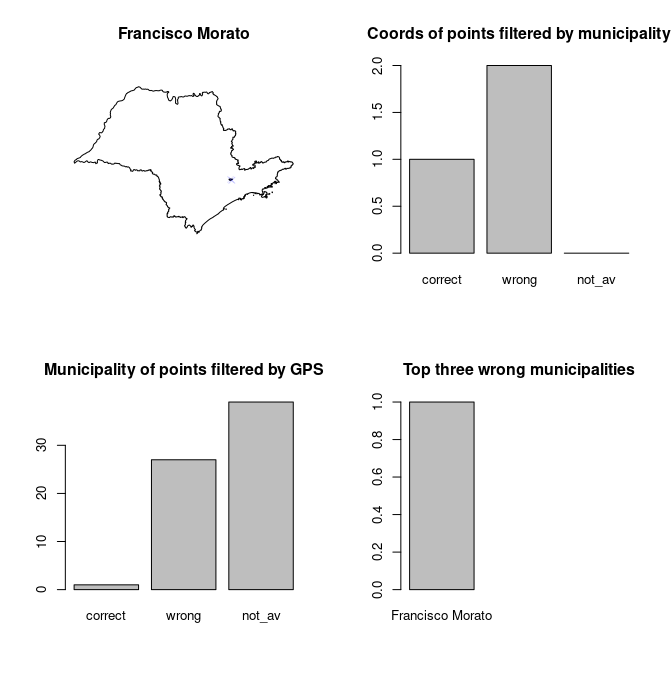 Francisco Morato
Coords of points filtered by municipality
2.0
1.5
1.0
0.5
0.0
correct wrong not_av
Municipality of points filtered by GPS
30
20
10
0
correct wrong not_av
Top three wrong municipalities
1.0
0.8
0.6
0.4
0.2
0.0
Francisco Morato